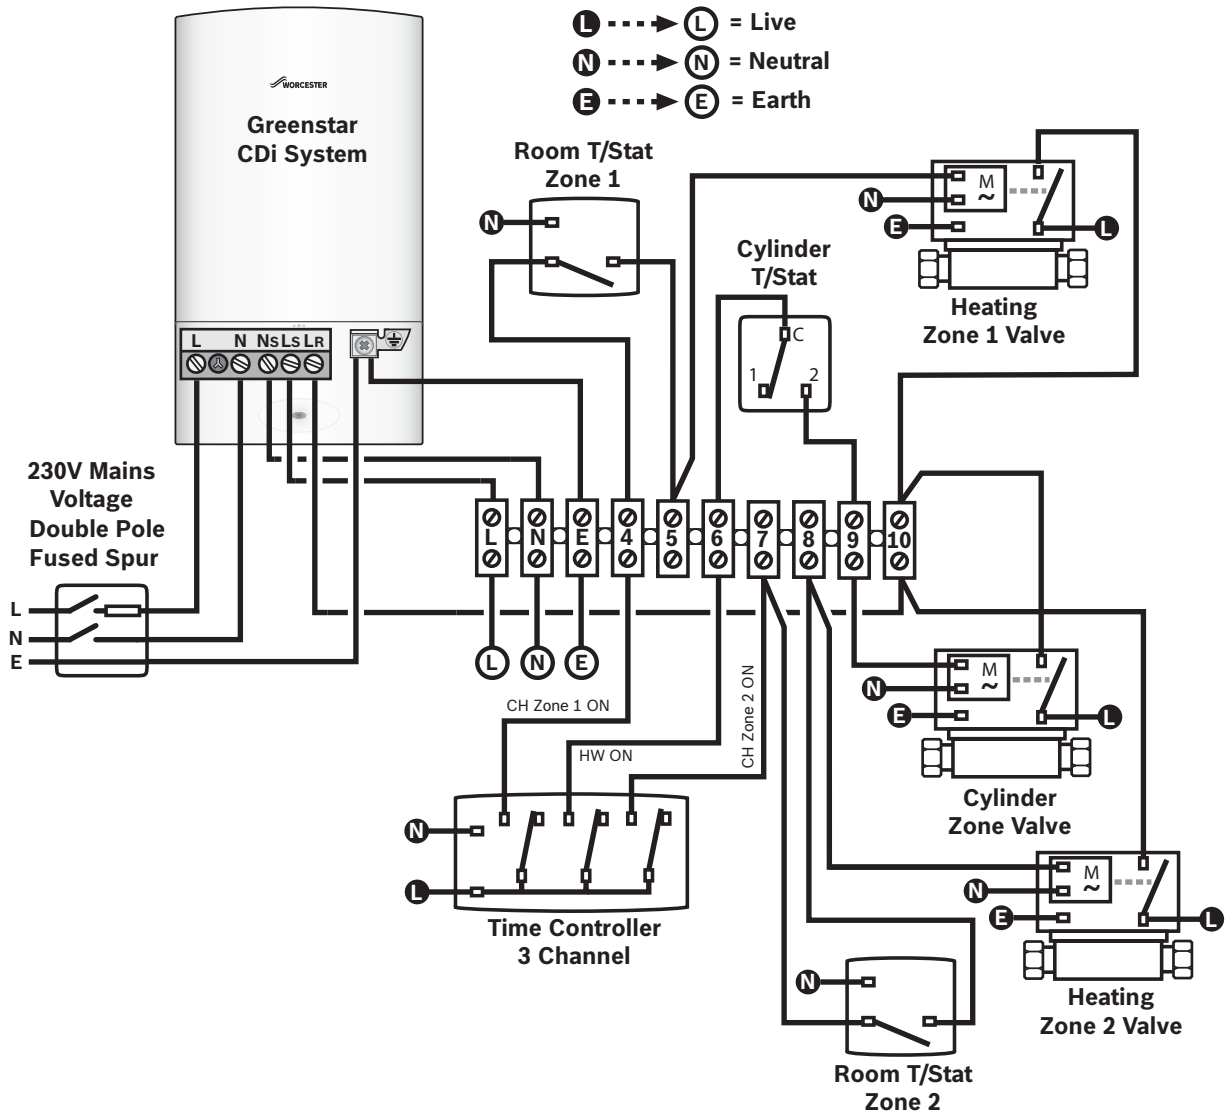 L L = Live
N N = Neutral
E E = Earth
WORCESTER
Greenstar
CDi System
L N NS LS LR
Room T/Stat
Zone 1
N
Cylinder
T/Stat
C
1 2
M
~
N
E
L
Heating
Zone 1 Valve
230V Mains
Voltage
Double Pole
Fused Spur
L
N
E
L N E 4 5 6 7 8 9 10
L N E
CH Zone 1 ON
HW ON
CH Zone 2 ON
M
~
N
E
L
Cylinder
Zone Valve
N
L
Time Controller
3 Channel
M
~
N
E
L
Heating
Zone 2 Valve
N
Room T/Stat
Zone 2